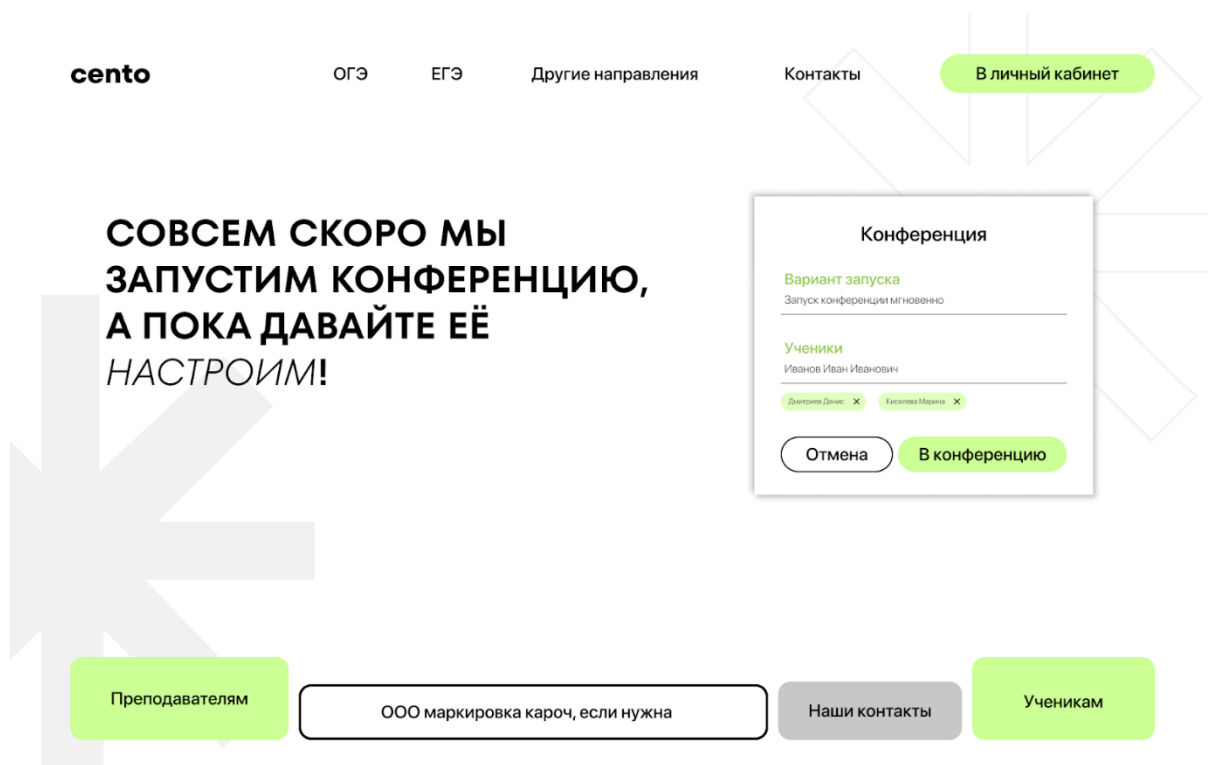 cento
ОГЭ
ЕГЭ
Другие направления
Контакты
В личный кабинет
СОВСЕМ СКОРО МЫ
ЗАПУСТИМ КОНФЕРЕНЦИЮ,
А ПОКА ДАВАЙТЕ ЕЁ
НАСТРОИМ!
Конференция
Вариант запуска
Запуск конференции мгновенно
Ученики
Иванов Иван Иванович
Дмитриев Денис
Киселева Марина
Отмена
В конференцию
Преподавателям
ООО маркировка кароч, если нужна
Наши контакты
Ученикам